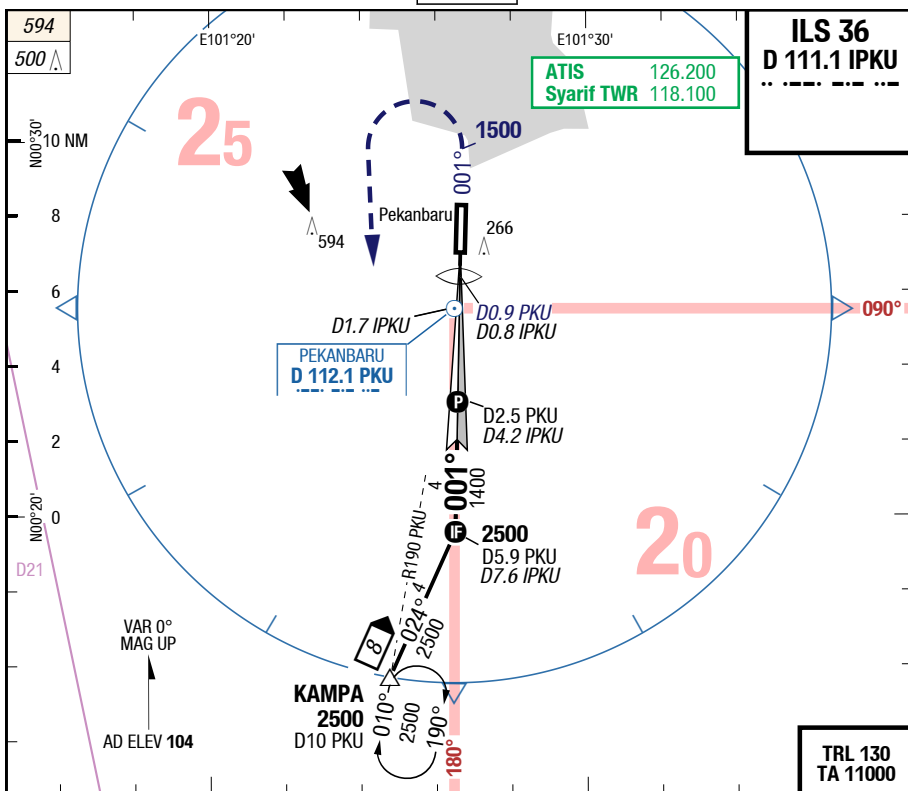 594
500
E101°20'
E101°30'
ILS 36
D 111.1 IPKU
ATIS 126.200
Syarif TWR 118.100
N00°30'
10 NM
25
1500
001°
Pekanbaru
8
594
266
6
090°
D1.7 IPKU
D0.9 PKU
D0.8 IPKU
PEKANBARU
D 112.1 PKU
4
P
D2.5 PKU
D4.2 IPKU
2
4
001°
1400
N00°20'
0
R190 PKU
IF
2500
D5.9 PKU
D7.6 IPKU
20
D21
024°
4
2500
8
VAR 0°
MAG UP
KAMPA
2500
D10 PKU
010°
2500
190°
180°
AD ELEV 104
TRL 130
TA 11000